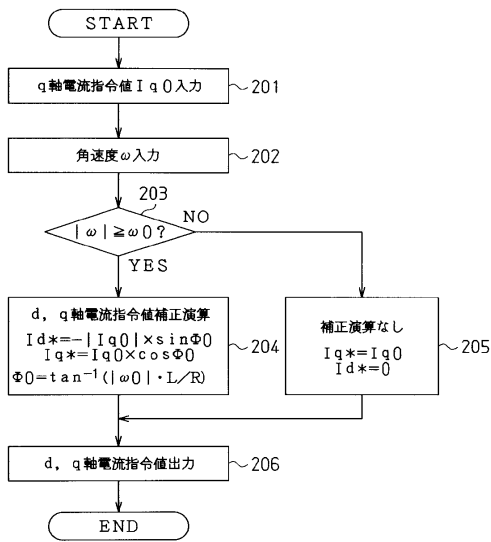 START
q軸電流指令値Iq0入力
201
角速度ω入力
202
203
|ω|≧ω0?
NO
YES
d, q軸電流指令値補正演算
Id*=-|Iq0|×sinΦ0
Iq*=Iq0×cosΦ0
Φ0=tan⁻¹(|ω0|・L/R)
204
補正演算なし
Iq*=Iq0
Id*=0
205
d, q軸電流指令値出力
206
END